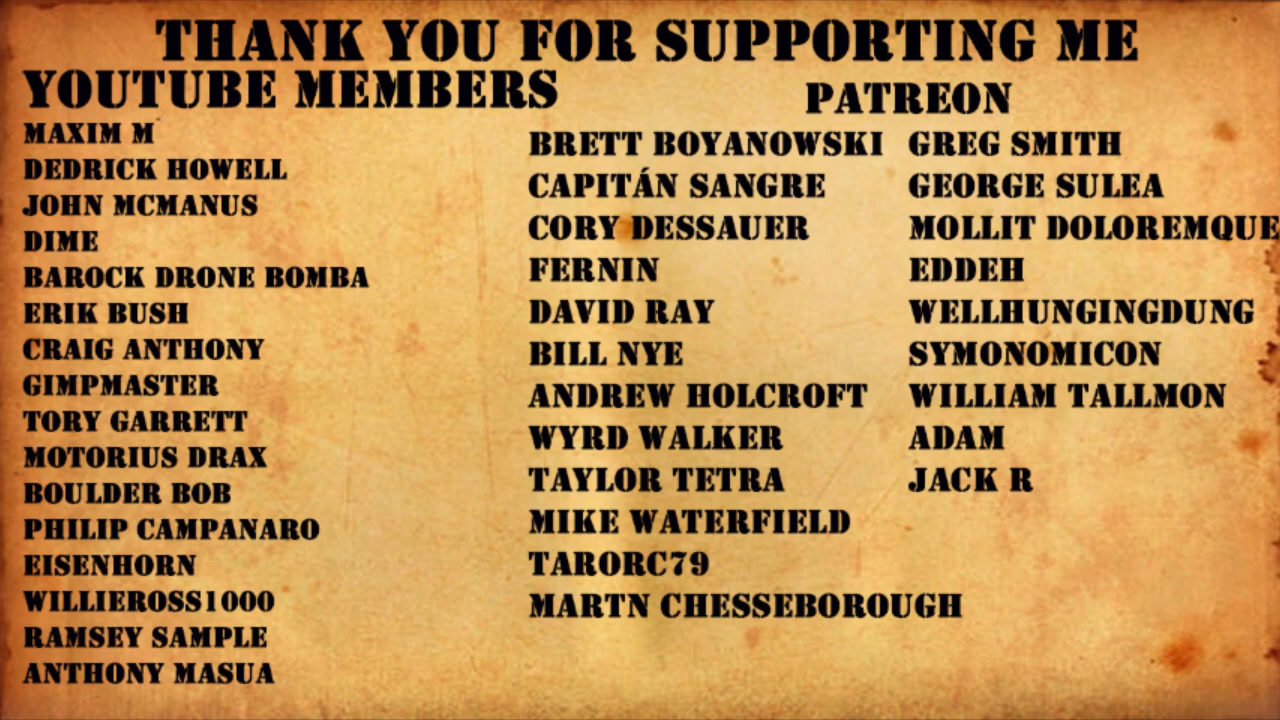 THANK YOU FOR SUPPORTING ME
YOUTUBE MEMBERS
MAXIM M
DEDRICK HOWELL
JOHN MCMANUS
DIME
BAROCK DRONE BOMBA
ERIK BUSH
CRAIG ANTHONY
GIMPMASTER
TORY GARRETT
MOTORIUS DRAX
BOULDER BOB
PHILIP CAMPANARO
EISENHORN
WILLIEROSS1000
RAMSEY SAMPLE
ANTHONY MASUA
PATREON
BRETT BOYANOWSKI
CAPITÁN SANGRE
CORY DESSAUER
FERNIN
DAVID RAY
BILL NYE
ANDREW HOLCROFT
WYRD WALKER
TAYLOR TETRA
MIKE WATERFIELD
TARORC79
MARTN CHESSEBOROUGH
GREG SMITH
GEORGE SULEA
MOLLIT DOLOREMQUE
EDDEH
WELLHUNGINGDUNG
SYMONOMICON
WILLIAM TALLMON
ADAM
JACK R